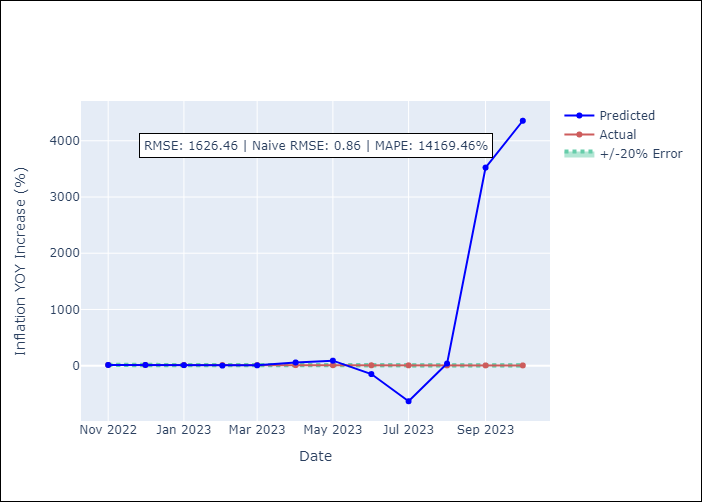 RMSE: 1626.46 | Naive RMSE: 0.86 | MAPE: 14169.46%
Predicted
Actual
+/-20% Error
Inflation YOY Increase (%)
4000
3000
2000
1000
0
Nov 2022 Jan 2023 Mar 2023 May 2023 Jul 2023 Sep 2023
Date